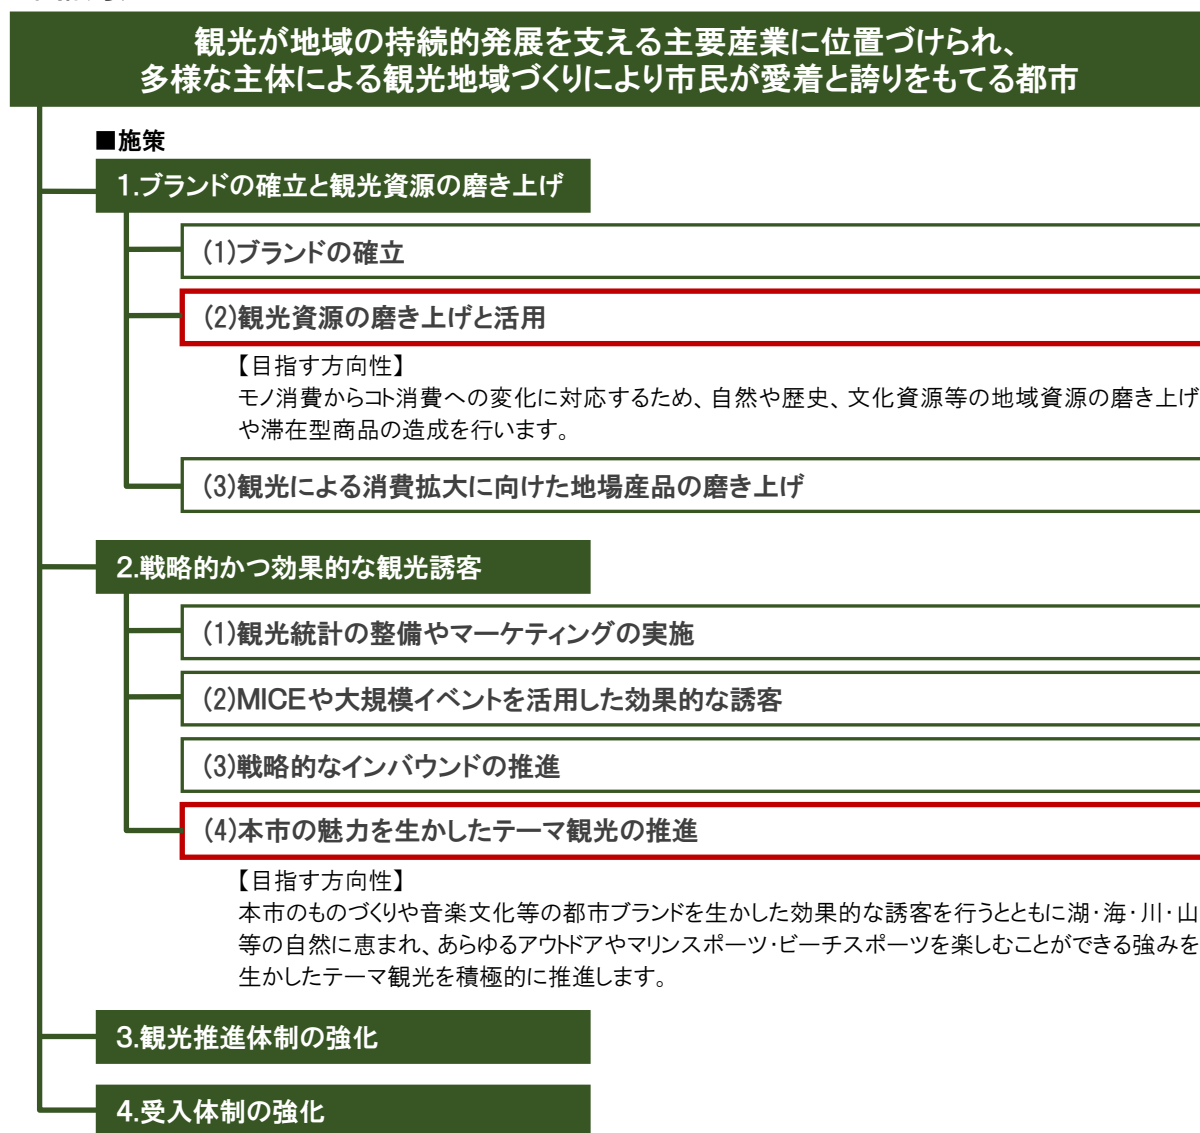 観光が地域の持続的発展を支える主要産業に位置づけられ、
多様な主体による観光地域づくりにより市民が愛着と誇りをもてる都市
■施策
1.ブランドの確立と観光資源の磨き上げ
(1)ブランドの確立
(2)観光資源の磨き上げと活用
【目指す方向性】
モノ消費からコト消費への変化に対応するため、自然や歴史、文化資源等の地域資源の磨き上げ
や滞在型商品の造成を行います。
(3)観光による消費拡大に向けた地場産品の磨き上げ
2.戦略的かつ効果的な観光誘客
(1)観光統計の整備やマーケティングの実施
(2)MICEや大規模イベントを活用した効果的な誘客
(3)戦略的なインバウンドの推進
(4)本市の魅力を生かしたテーマ観光の推進
【目指す方向性】
本市のものづくりや音楽文化等の都市ブランドを生かした効果的な誘客を行うとともに湖・海・川・山
等の自然に恵まれ、あらゆるアウトドアやマリンスポーツ・ビーチスポーツを楽しむことができる強みを
生かしたテーマ観光を積極的に推進します。
3.観光推進体制の強化
4.受入体制の強化